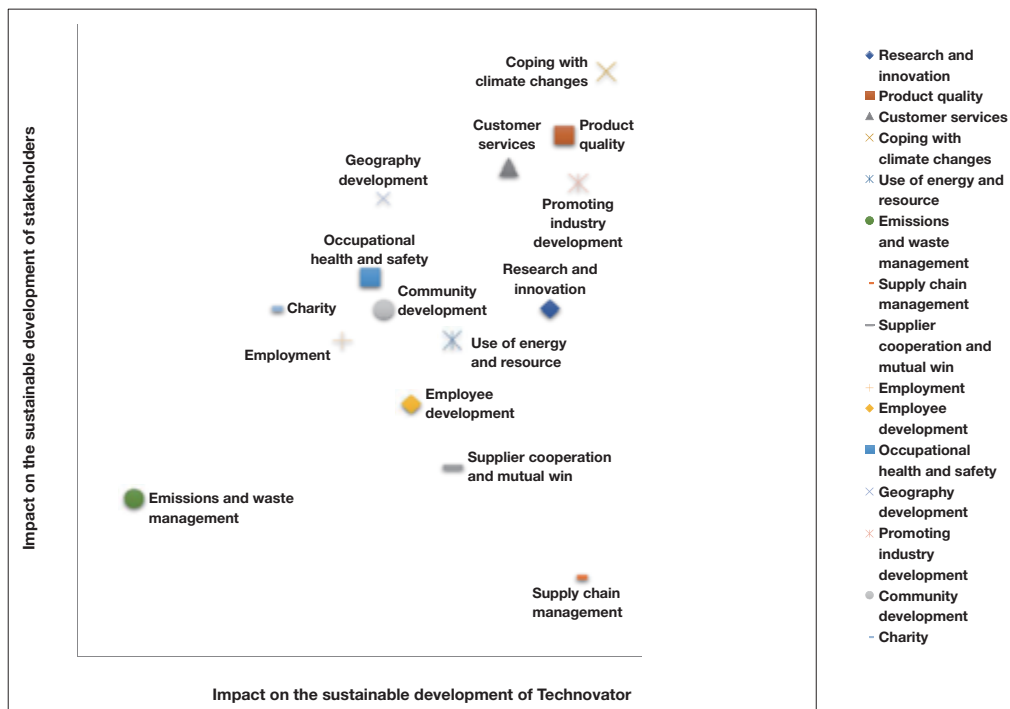 Impact on the sustainable development of stakeholders
Coping with
climate changes
Customer
services
Product
quality
Geography
development
Promoting
industry
development
Occupational
health and safety
Research and
innovation
Charity
Community
development
Employment
Use of energy
and resource
Employee
development
Supplier cooperation
and mutual win
Emissions and waste
management
Supply chain
management
Impact on the sustainable development of Technovator
Research and
innovation
Product quality
Customer services
Coping with
climate changes
Use of energy and
resource
Emissions
and waste
management
Supply chain
management
Supplier
cooperation and
mutual win
Employment
Employee
development
Occupational
health and safety
Geography
development
Promoting
industry
development
Community
development
Charity